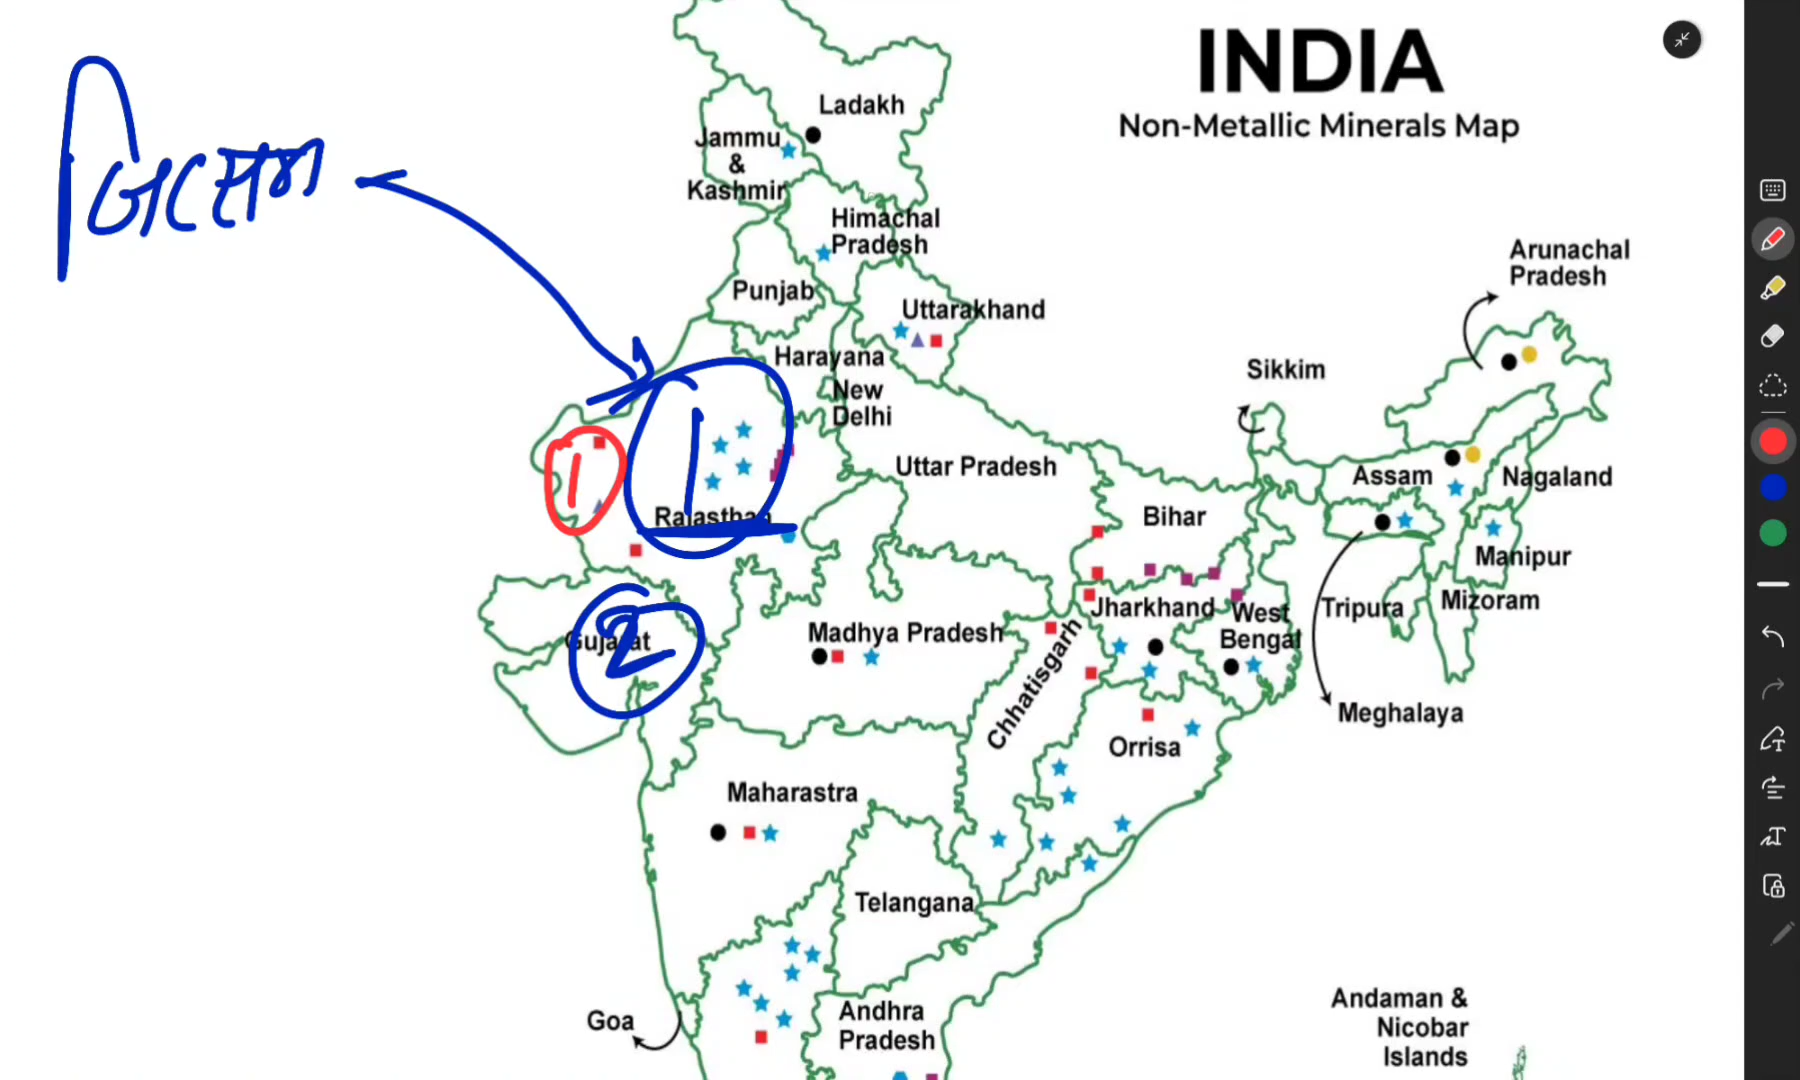 INDIA
Non-Metallic Minerals Map
Ladakh
Jammu
&
Kashmir
Himachal
Pradesh
Punjab
Uttarakhand
Arunachal
Pradesh
Harayana
New
Delhi
Sikkim
1
1
Rajasthan
Uttar Pradesh
Bihar
Assam
Nagaland
Manipur
Gujarat
2
Madhya Pradesh
Jharkhand
West
Bengal
Tripura
Mizoram
Chhatisgarh
Meghalaya
Orrisa
Maharastra
Telangana
Goa
Andhra
Pradesh
Andaman &
Nicobar
Islands